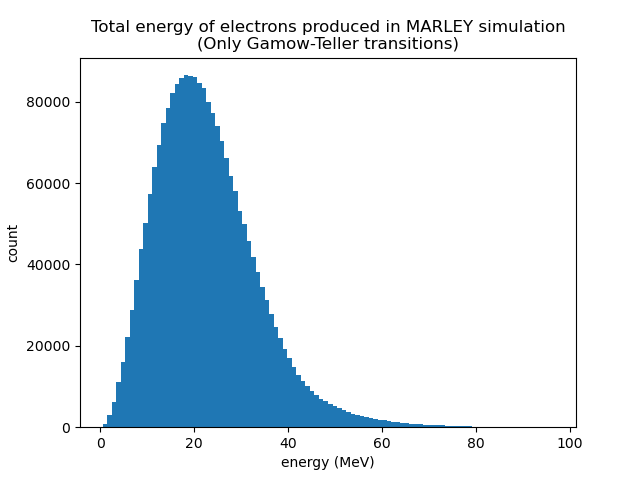 Total energy of electrons produced in MARLEY simulation
(Only Gamow-Teller transitions)
80000
60000
40000
20000
0
count
0 20 40 60 80 100
energy (MeV)